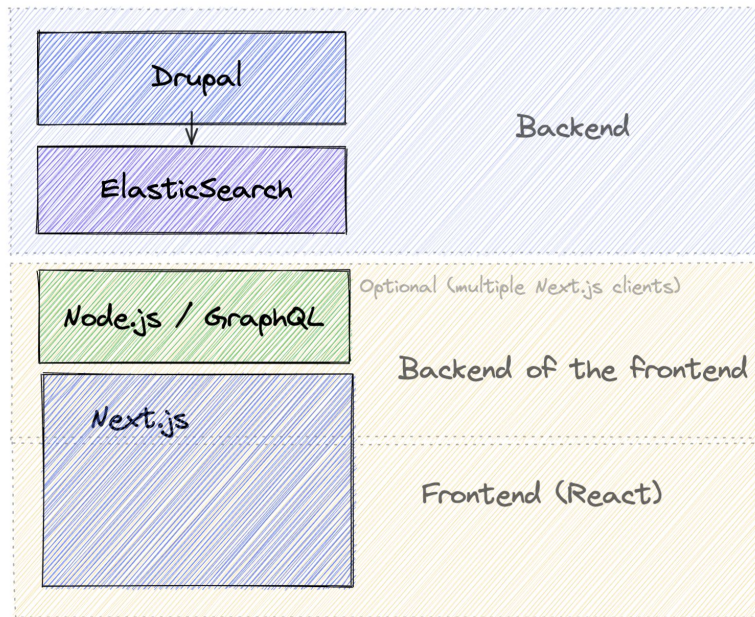 Drupal
Backend
ElasticSearch
Optional (multiple Next.js clients)
Node.js / GraphQL
Backend of the frontend
Next.js
Frontend (React)